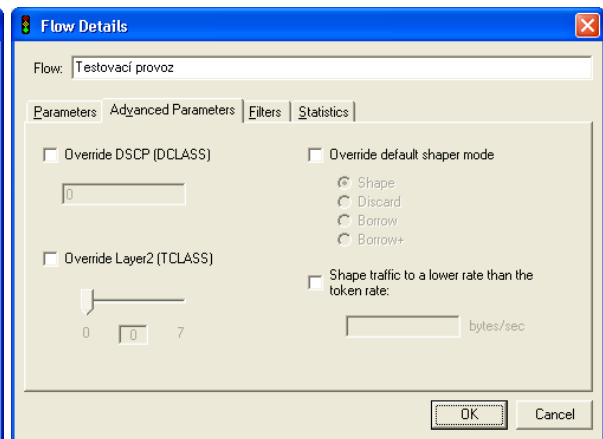 Flow Details
Flow: Testovací provoz
Parameters Advanced Parameters Filters Statistics
Override DSCP (DCLASS)
0
Override Layer2 (TCLASS)
0 0 7
Override default shaper mode
Shape
Discard
Borrow
Borrow+
Shape traffic to a lower rate than the
token rate:
bytes/sec
OK Cancel